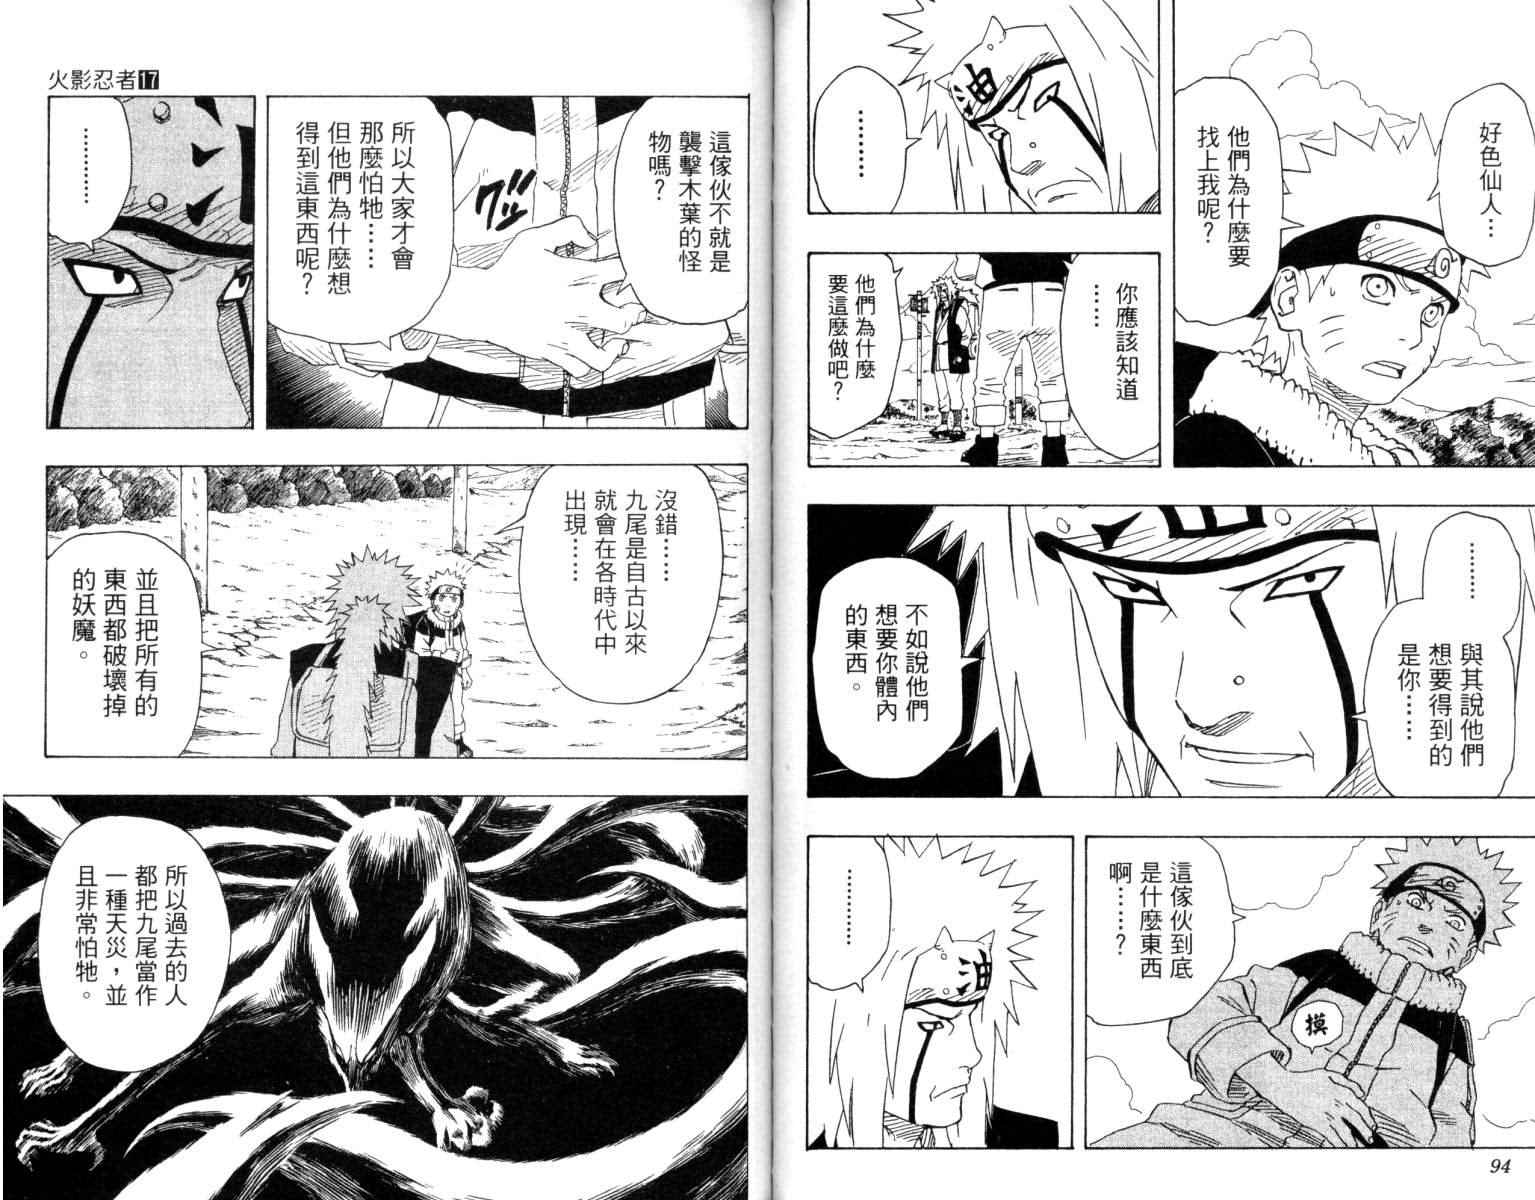 好色仙人…
他們為什麼要
找上我呢?
………
你應該知道
……
他們為什麼
要這麼做吧?
………
與其說他們
想要得到的
是你……
不如說他們
想要你體內
的東西。
這傢伙到底
是什麼東西
啊……?
摸
………
油
94
火影忍者17
這傢伙不就是
襲擊木葉的怪
物嗎?
グッ
所以大家才會
那麼怕牠……
但他們為什麼想
得到這東西呢?
………
沒錯……
九尾是自古以來
就會在各時代中
出現……
並且把所有的
東西都破壞掉
的妖魔。
所以過去的人
都把九尾當作
一種天災,並
且非常怕牠。